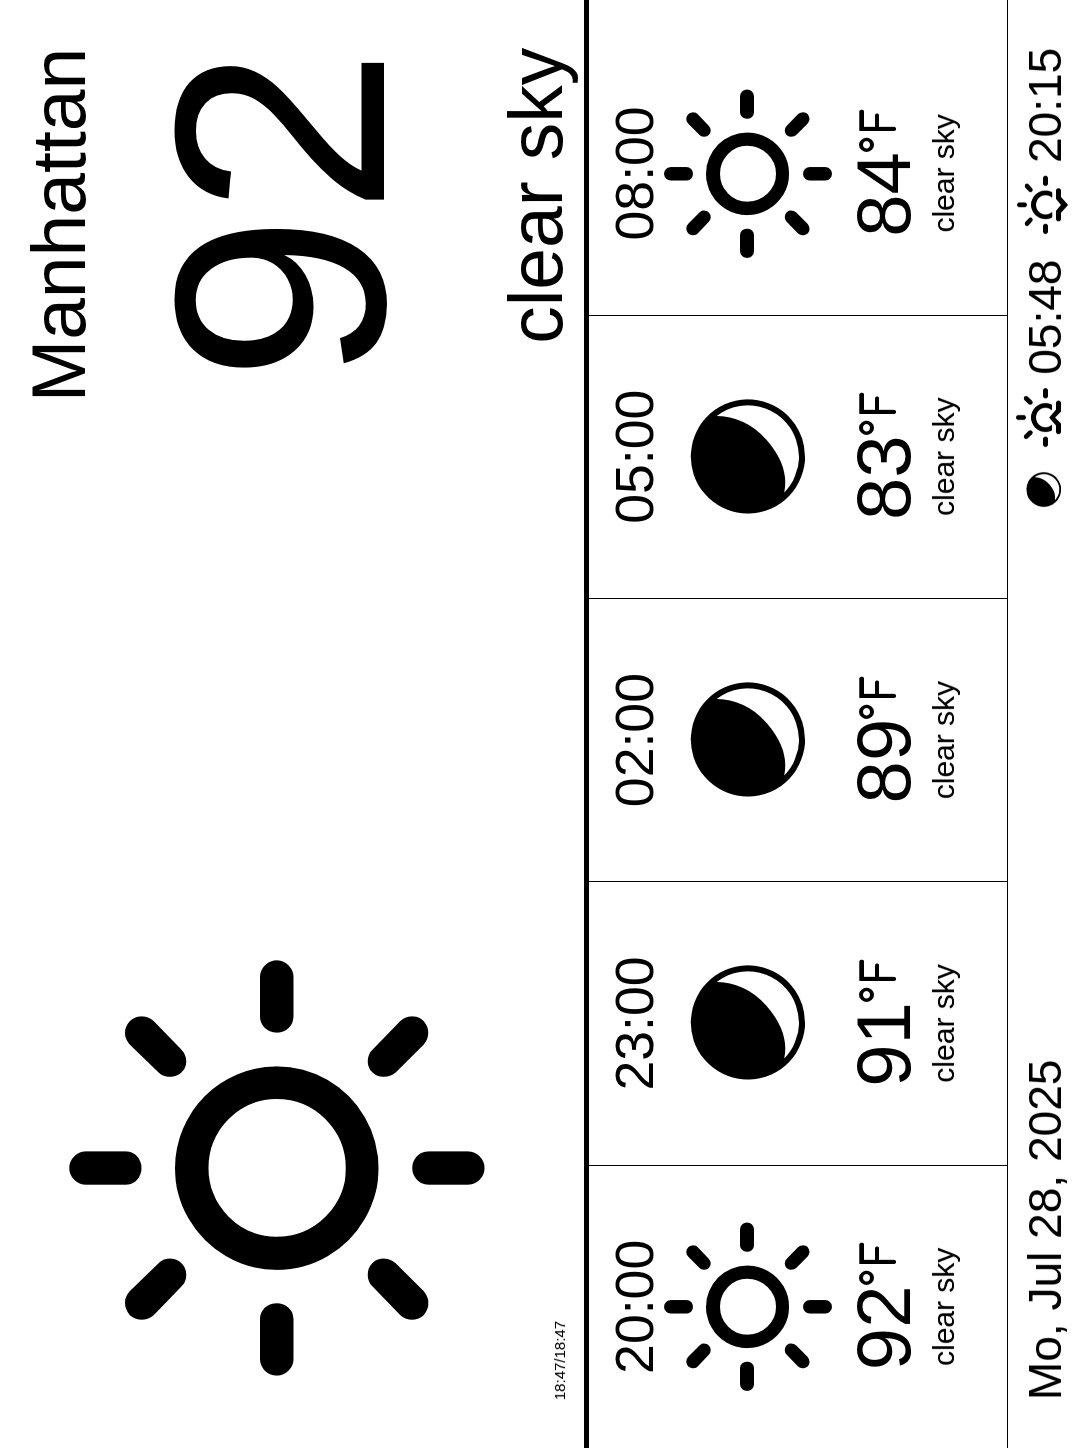 Manhattan
92
clear sky
18:47/18:47
20:00 23:00 02:00 05:00 08:00
92°F 91°F 89°F 83°F 84°F
clear sky clear sky clear sky clear sky clear sky
Mo, Jul 28, 2025 05:48 20:15